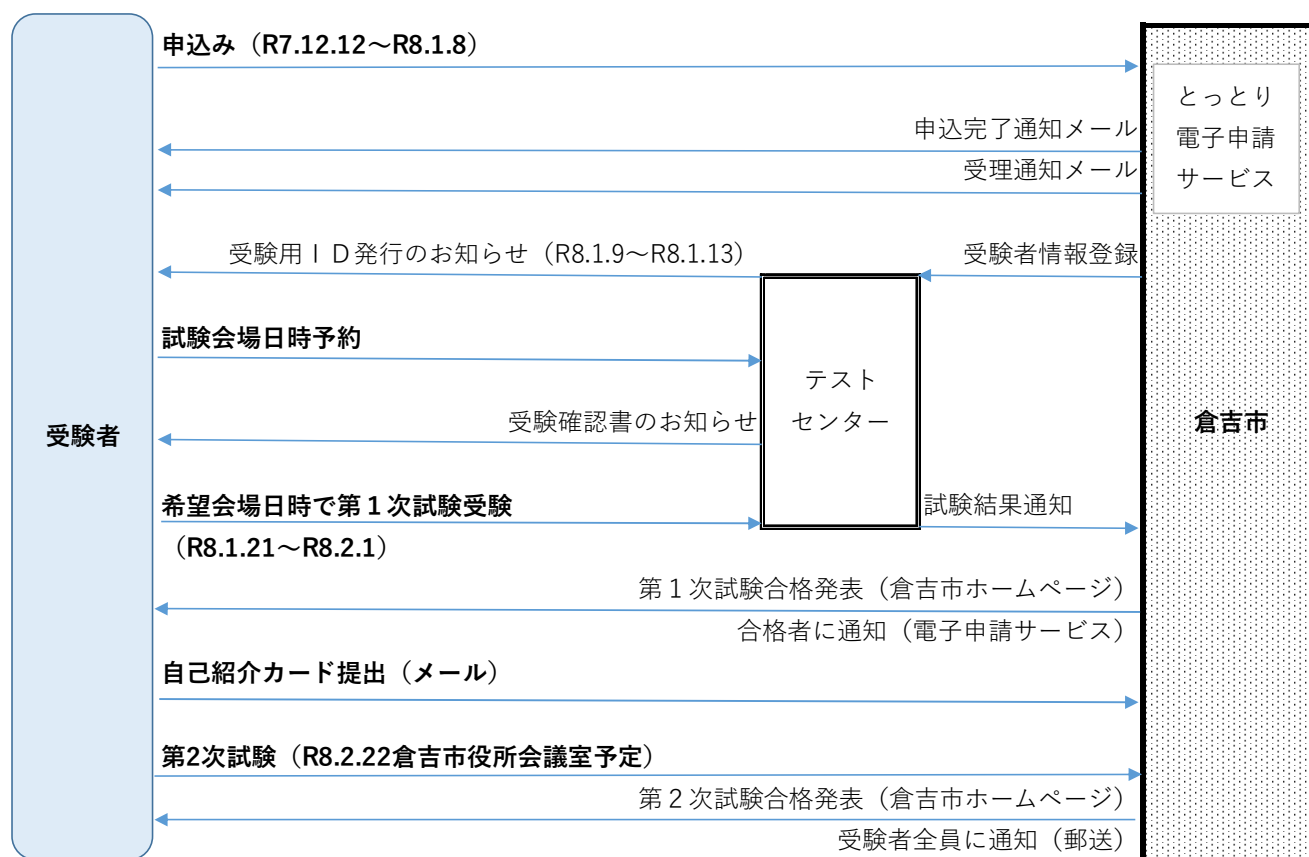 申込み（R7.12.12～R8.1.8）
とっとり
電子申請
サービス
申込完了通知メール
受理通知メール
受験用ＩＤ発行のお知らせ（R8.1.9～R8.1.13）
受験者情報登録
試験会場日時予約
テスト
センター
受験確認書のお知らせ
受験者
倉吉市
希望会場日時で第１次試験受験
（R8.1.21～R8.2.1）
試験結果通知
第１次試験合格発表（倉吉市ホームページ）
合格者に通知（電子申請サービス）
自己紹介カード提出（メール）
第2次試験（R8.2.22倉吉市役所会議室予定）
第２次試験合格発表（倉吉市ホームページ）
受験者全員に通知（郵送）